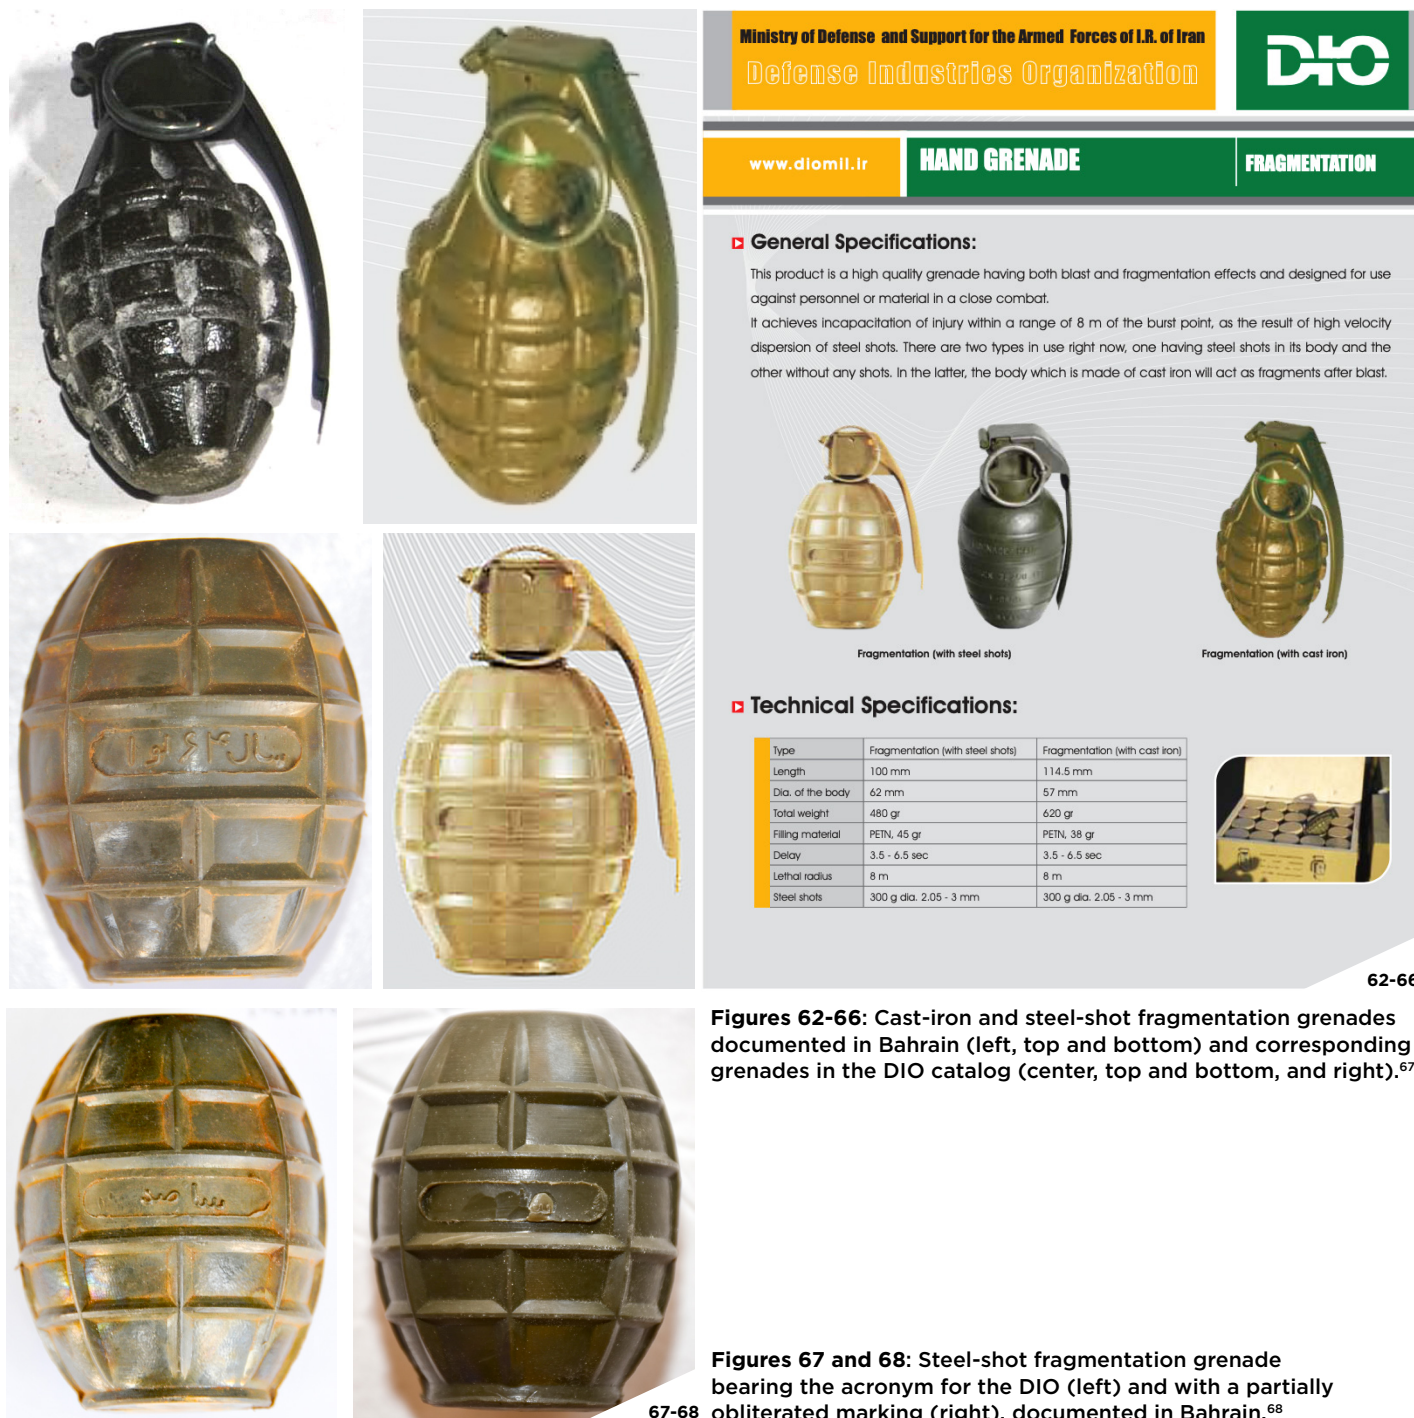 Ministry of Defense and Support for the Armed Forces of I.R. of Iran
Defense Industries Organization
DIO
www.diomil.ir
HAND GRENADE
FRAGMENTATION
General Specifications:
This product is a high quality grenade having both blast and fragmentation effects and designed for use
against personnel or material in a close combat.
It achieves incapacitation of injury within a range of 8 m of the burst point, as the result of high velocity
dispersion of steel shots. There are two types in use right now, one having steel shots in its body and the
other without any shots. In the latter, the body which is made of cast iron will act as fragments after blast.
Fragmentation (with steel shots)
Fragmentation (with cast iron)
Technical Specifications:
Type Fragmentation (with steel shots) Fragmentation (with cast iron)
Length 100 mm 114.5 mm
Dia. of the body 62 mm 57 mm
Total weight 480 gr 620 gr
Filling material PETN, 45 gr PETN, 38 gr
Delay 3.5 - 6.5 sec 3.5 - 6.5 sec
Lethal radius 8 m 8 m
Steel shots 300 g dia. 2.05 - 3 mm 300 g dia. 2.05 - 3 mm
62-66
Figures 62-66: Cast-iron and steel-shot fragmentation grenades
documented in Bahrain (left, top and bottom) and corresponding
grenades in the DIO catalog (center, top and bottom, and right).67
Figures 67 and 68: Steel-shot fragmentation grenade
bearing the acronym for the DIO (left) and with a partially
67-68
obliterated marking (right), documented in Bahrain.68